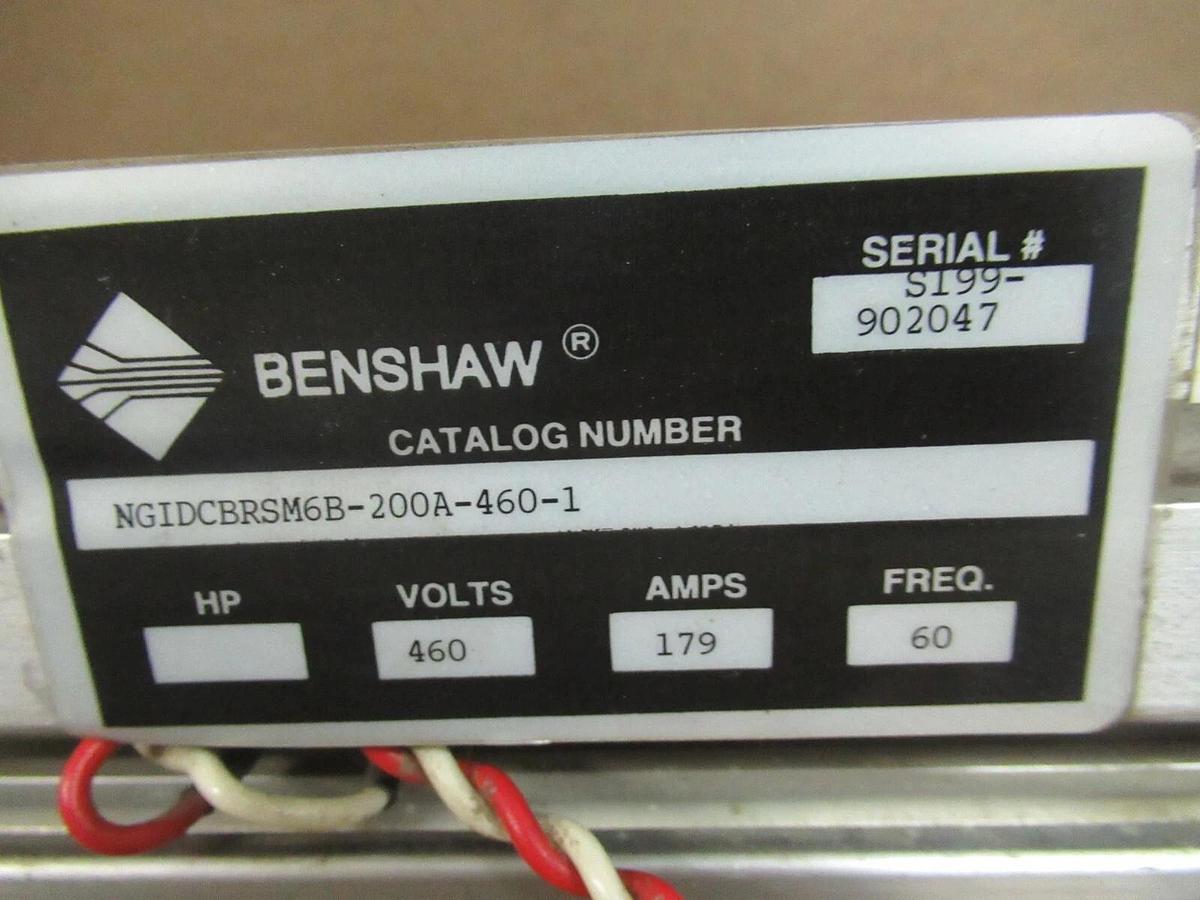 SERIAL #
S199-
902047
BENSHAW ®
CATALOG NUMBER
NGIDCBRSM6B-200A-460-1
HP VOLTS AMPS FREQ.
460 179 60